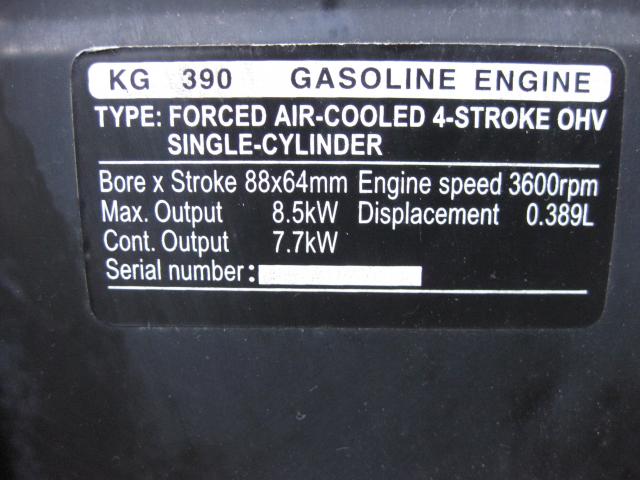 KG 390 GASOLINE ENGINE
TYPE: FORCED AIR-COOLED 4-STROKE OHV
SINGLE-CYLINDER
Bore x Stroke 88x64mm Engine speed 3600rpm
Max. Output 8.5kW Displacement 0.389L
Cont. Output 7.7kW
Serial number: